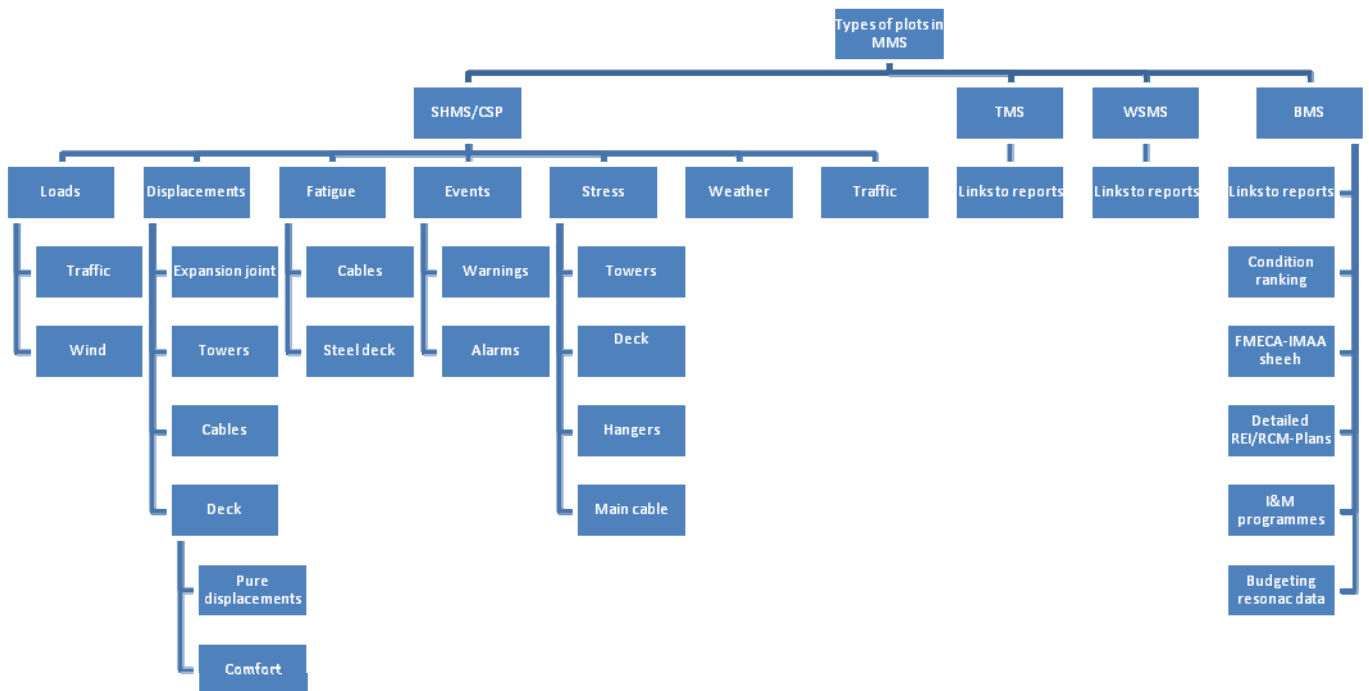 Types of plots in
MMS
SHMS/CSP
TMS
WSMS
BMS
Loads
Displacements
Fatigue
Events
Stress
Weather
Traffic
Links to reports
Links to reports
Links to reports
Traffic
Expansion joint
Cables
Warnings
Towers
Condition
ranking
Wind
Towers
Steel deck
Alarms
Deck
FMECA-IMAA
sheeh
Cables
Hangers
Detailed
REI/RCM-Plans
Deck
Main cable
I&M
programmes
Pure
displacements
Budgeting
resonac data
Comfort